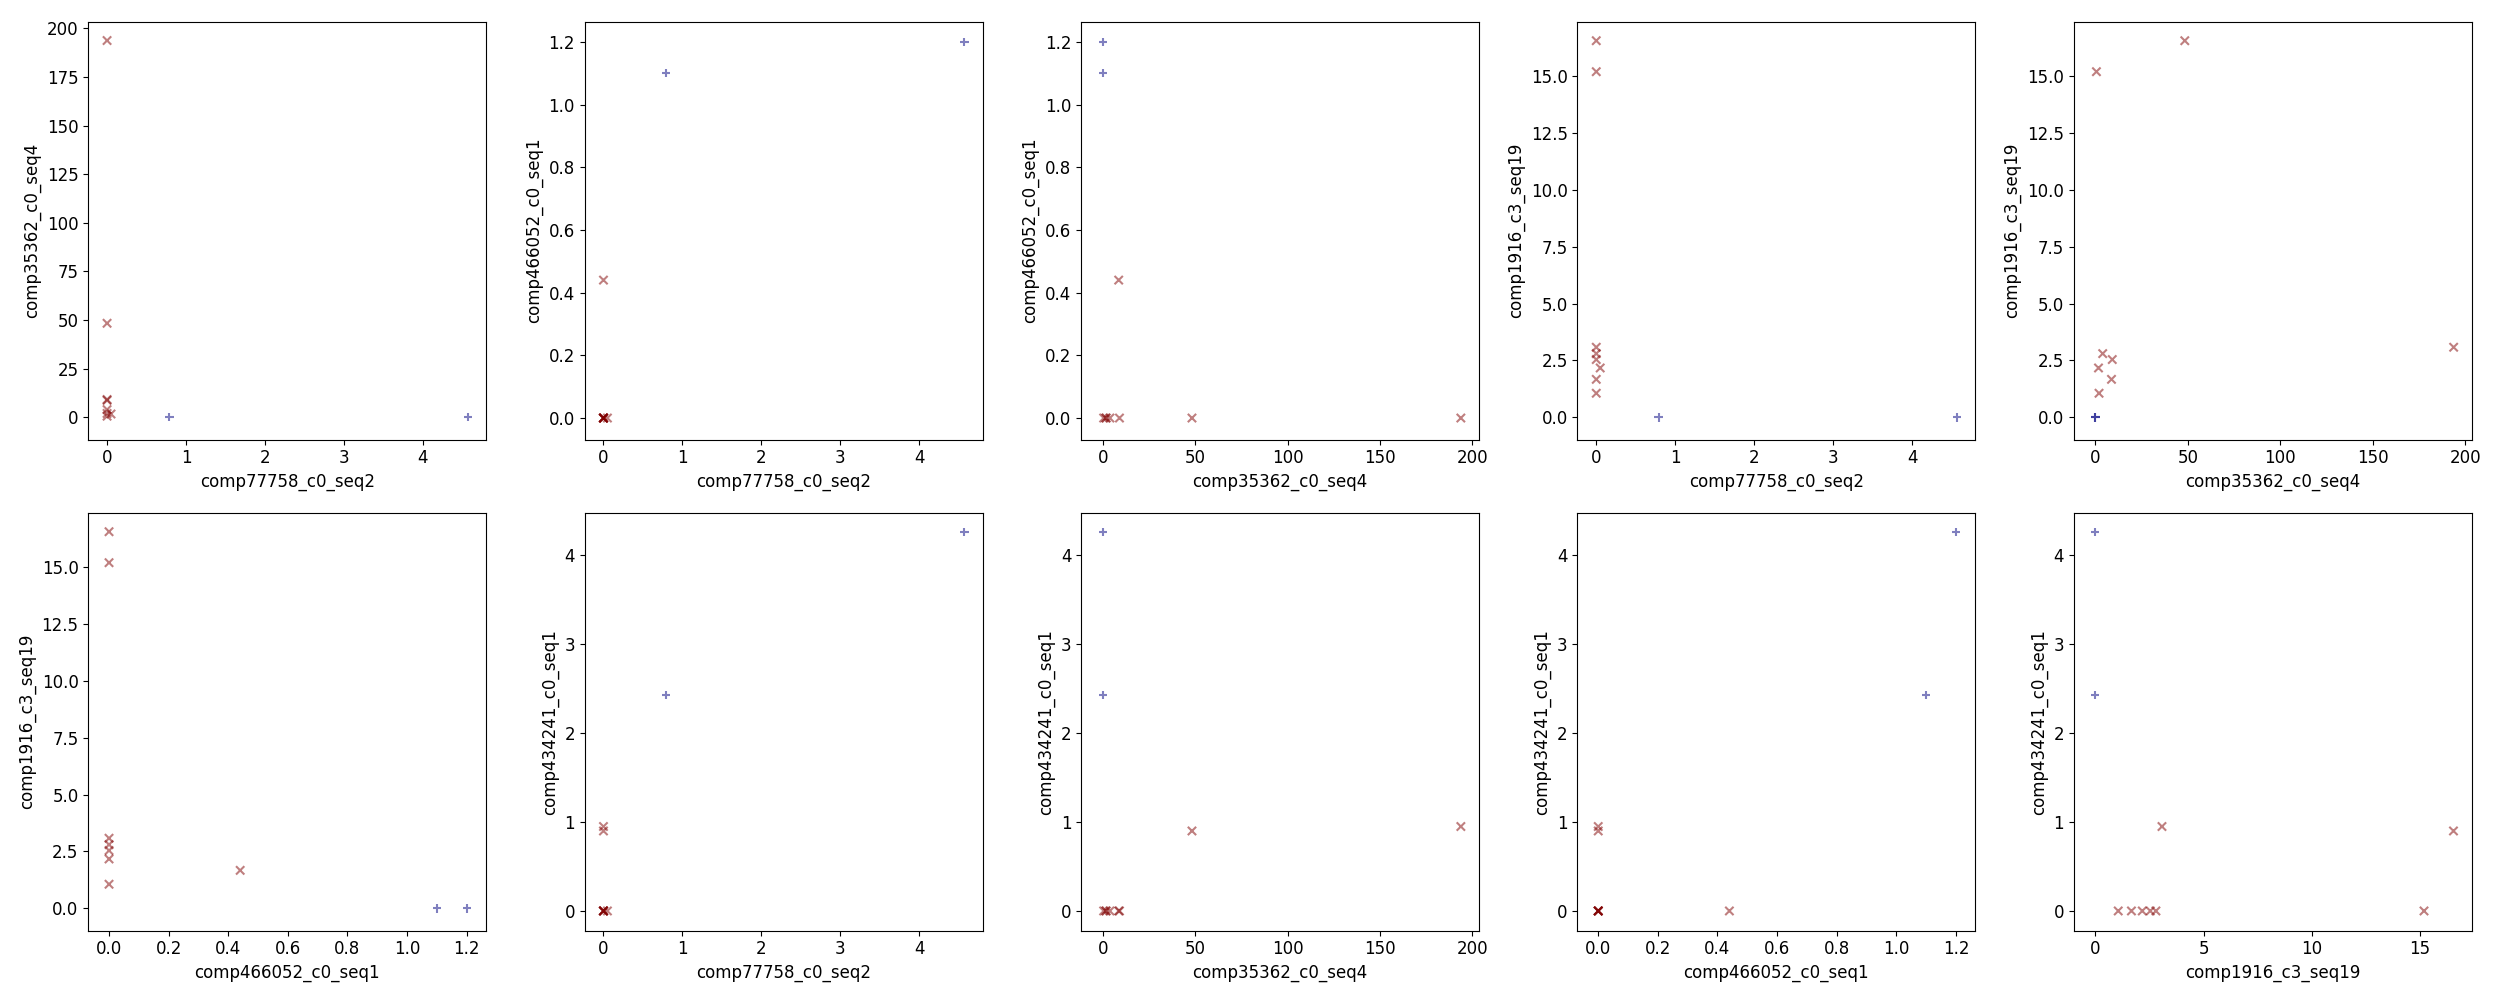 200
175
150
125
100
75
50
25
0
comp35362_c0_seq4
0 1 2 3 4
comp77758_c0_seq2
1.2
1.0
0.8
0.6
0.4
0.2
0.0
comp466052_c0_seq1
0 1 2 3 4
comp77758_c0_seq2
1.2
1.0
0.8
0.6
0.4
0.2
0.0
comp466052_c0_seq1
0 50 100 150 200
comp35362_c0_seq4
15.0
12.5
10.0
7.5
5.0
2.5
0.0
comp1916_c3_seq19
0 1 2 3 4
comp77758_c0_seq2
15.0
12.5
10.0
7.5
5.0
2.5
0.0
comp1916_c3_seq19
0 50 100 150 200
comp35362_c0_seq4
15.0
12.5
10.0
7.5
5.0
2.5
0.0
comp1916_c3_seq19
0.0 0.2 0.4 0.6 0.8 1.0 1.2
comp466052_c0_seq1
4
3
2
1
0
comp434241_c0_seq1
0 1 2 3 4
comp77758_c0_seq2
4
3
2
1
0
comp434241_c0_seq1
0 50 100 150 200
comp35362_c0_seq4
4
3
2
1
0
comp434241_c0_seq1
0.0 0.2 0.4 0.6 0.8 1.0 1.2
comp466052_c0_seq1
4
3
2
1
0
comp434241_c0_seq1
0 5 10 15
comp1916_c3_seq19